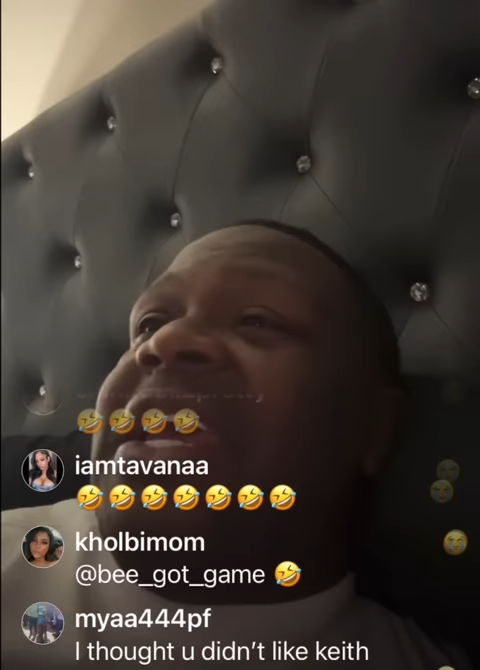 🤣🤣🤣🤣
iamtavanaa
🤣🤣🤣🤣🤣🤣🤣
kholbimom
@bee_got_game 🤣
myaa444pf
I thought u didn't like keith